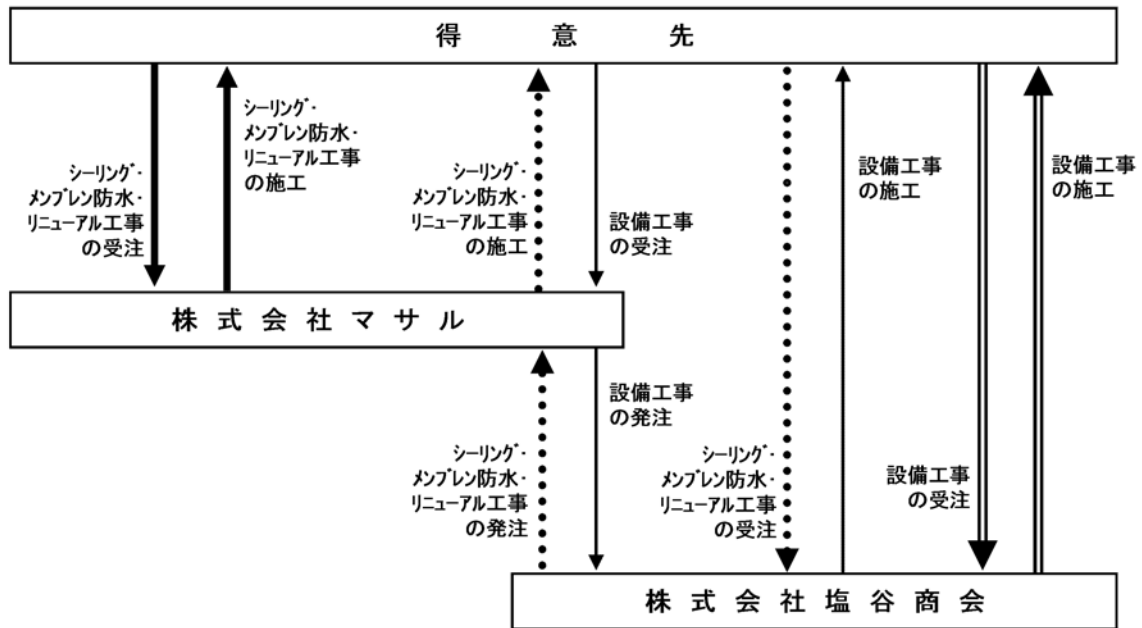 得意先
シーリング・
メンブレン防水・
リニューアル工事
の受注
シーリング・
メンブレン防水・
リニューアル工事
の施工
シーリング・
メンブレン防水・
リニューアル工事
の施工
設備工事
の受注
設備工事
の施工
設備工事
の施工
株式会社マサル
設備工事
の発注
シーリング・
メンブレン防水・
リニューアル工事
の発注
シーリング・
メンブレン防水・
リニューアル工事
の受注
設備工事
の受注
株式会社塩谷商会